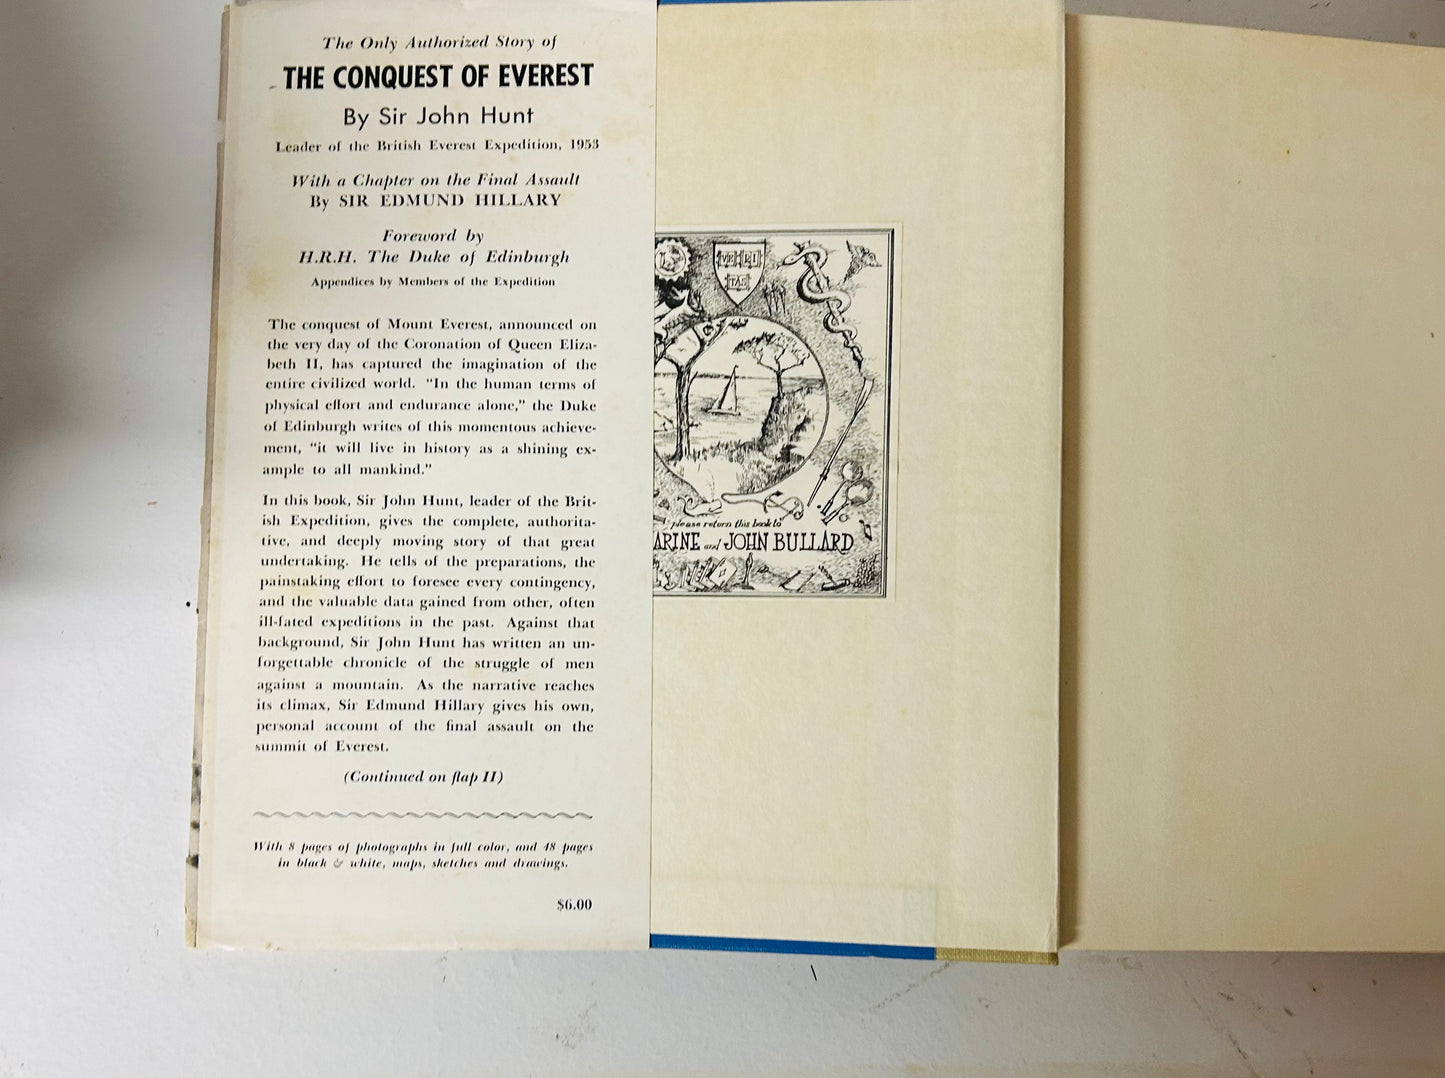 The Only Authorized Story of
THE CONQUEST OF EVEREST
By Sir John Hunt
Leader of the British Everest Expedition, 1953
With a Chapter on the Final Assault
By SIR EDMUND HILLARY
Foreword by
H.R.H. The Duke of Edinburgh
Appendices by Members of the Expedition
The conquest of Mount Everest, announced on
the very day of the Coronation of Queen Eliza-
beth II, has captured the imagination of the
entire civilized world. "In the human terms of
physical effort and endurance alone," the Duke
of Edinburgh writes of this momentous achieve-
ment, "it will live in history as a shining ex-
ample to all mankind."
In this book, Sir John Hunt, leader of the Brit-
ish Expedition, gives the complete, authorita-
tive, and deeply moving story of that great
undertaking. He tells of the preparations, the
painstaking effort to foresee every contingency,
and the valuable data gained from other, often
ill-fated expeditions in the past. Against that
background, Sir John Hunt has written an un-
forgettable chronicle of the struggle of men
against a mountain. As the narrative reaches
its climax, Sir Edmund Hillary gives his own,
personal account of the final assault on the
summit of Everest.
(Continued on flap II)
With 8 pages of photographs in full color, and 48 pages
in black & white, maps, sketches and drawings.
$6.00
VE RI
TAS
please return this book to
ARINE and JOHN BULLARD